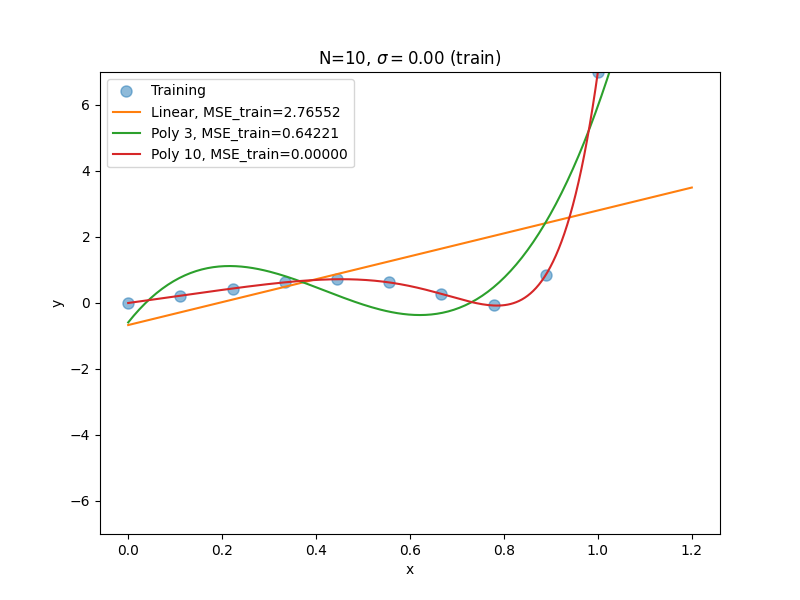 N=10, σ = 0.00 (train)
Training
Linear, MSE_train=2.76552
Poly 3, MSE_train=0.64221
Poly 10, MSE_train=0.00000
6
4
2
0
−2
−4
−6
y
0.0 0.2 0.4 0.6 0.8 1.0 1.2
x